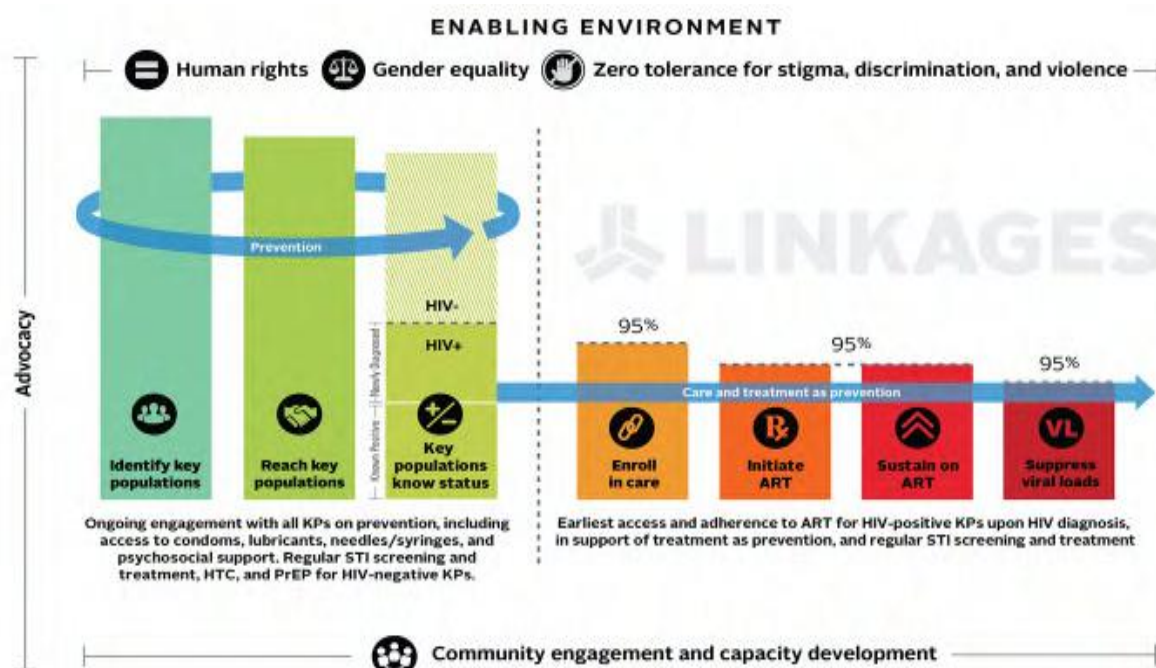 ENABLING ENVIRONMENT
Human rights
Gender equality
Zero tolerance for stigma, discrimination, and violence
Advocacy
Prevention
LINKAGES
HIV-
HIV+
Newly Diagnosed
Known Positive
95%
95%
95%
Care and treatment as prevention
Identify key
populations
Reach key
populations
+/-
Key
populations
know status
Enroll
in care
Rx
Initiate
ART
Sustain on
ART
VL
Suppress
viral loads
Ongoing engagement with all KPs on prevention, including
access to condoms, lubricants, needles/syringes, and
psychosocial support. Regular STI screening and
treatment, HTC, and PrEP for HIV-negative KPs.
Earliest access and adherence to ART for HIV-positive KPs upon HIV diagnosis,
in support of treatment as prevention, and regular STI screening and treatment
Community engagement and capacity development